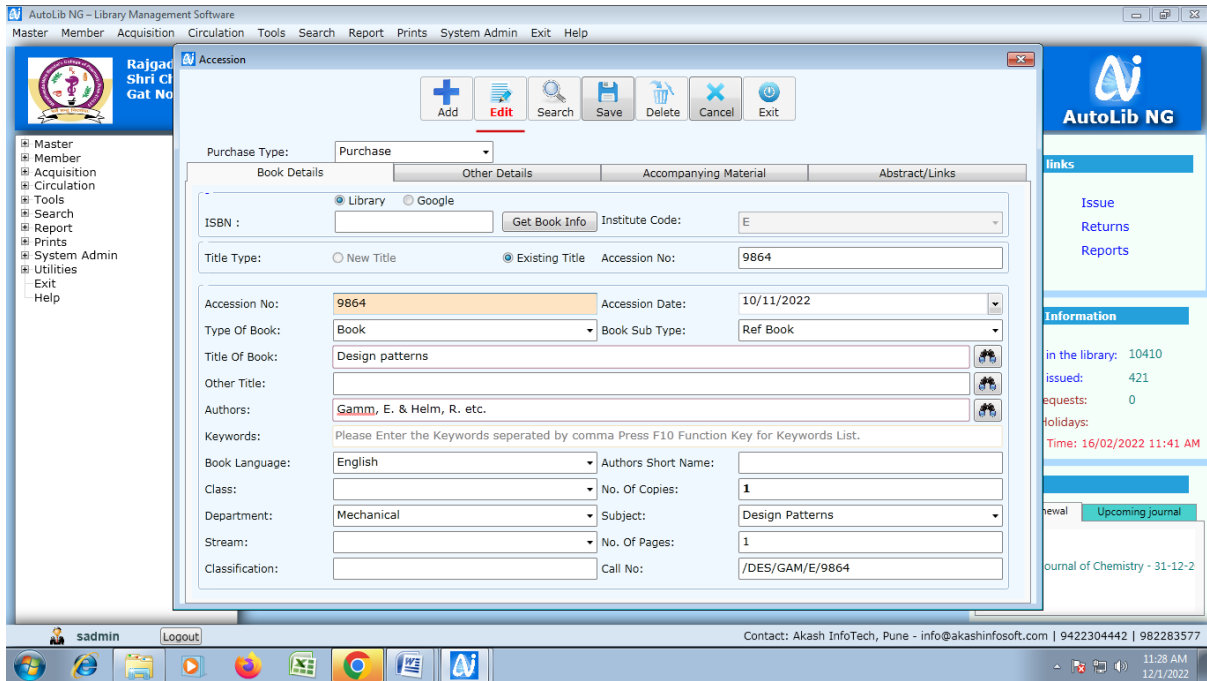 AutoLib NG – Library Management Software
Master Member Acquisition Circulation Tools Search Report Prints System Admin Exit Help
Rajgad
Shri Ch
Gat No
Accession
Add Edit Search Save Delete Cancel Exit
Purchase Type: Purchase
Book Details Other Details Accompanying Material Abstract/Links
Library Google
ISBN : Get Book Info Institute Code: E
Title Type: New Title Existing Title Accession No: 9864
Accession No: 9864 Accession Date: 10/11/2022
Type Of Book: Book Book Sub Type: Ref Book
Title Of Book: Design patterns
Other Title:
Authors: Gamm, E. & Helm, R. etc.
Keywords: Please Enter the Keywords seperated by comma Press F10 Function Key for Keywords List.
Book Language: English Authors Short Name:
Class: No. Of Copies: 1
Department: Mechanical Subject: Design Patterns
Stream: No. Of Pages: 1
Classification: Call No: /DES/GAM/E/9864
Master
Member
Acquisition
Circulation
Tools
Search
Report
Prints
System Admin
Utilities
Exit
Help
AutoLib NG
links
Issue
Returns
Reports
Information
in the library: 10410
issued: 421
equests: 0
Holidays:
Time: 16/02/2022 11:41 AM
newal Upcoming journal
ournal of Chemistry - 31-12-2
sadmin Logout Contact: Akash InfoTech, Pune - info@akashinfosoft.com | 9422304442 | 982283577
11:28 AM
12/1/2022